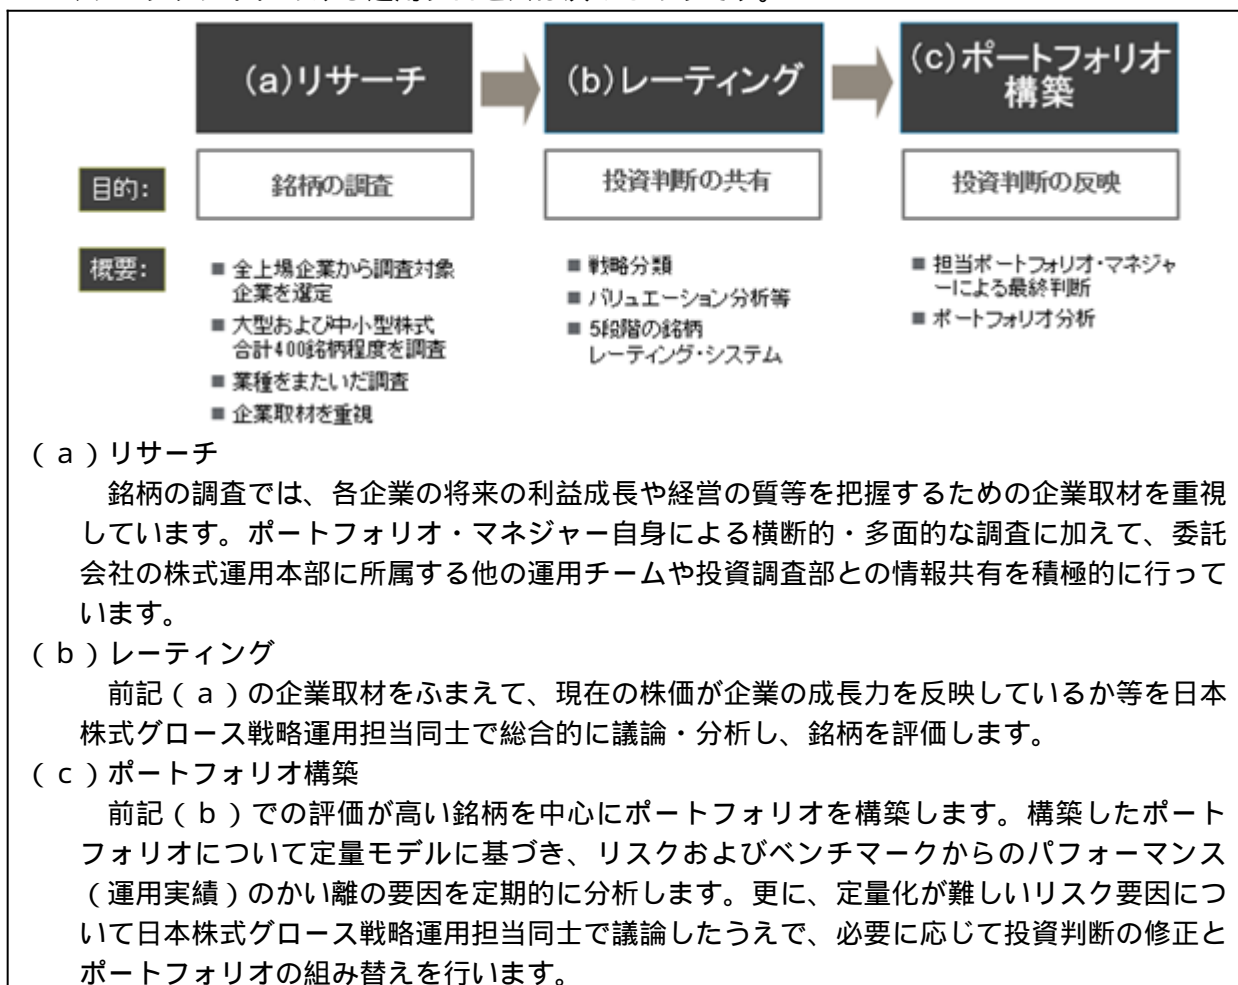 (a)リサーチ
(b)レーティング
(c)ポートフォリオ
構築
目的:
銘柄の調査
投資判断の共有
投資判断の反映
概要:
■ 全上場企業から調査対象
企業を選定
■ 大型および中小型株式
合計400銘柄程度を調査
■ 業種をまたいだ調査
■ 企業取材を重視
■ 戦略分類
■ バリュエーション分析等
■ 5段階の銘柄
レーティング・システム
■ 担当ポートフォリオ・マネジャ
ーによる最終判断
■ ポートフォリオ分析
(a)リサーチ
銘柄の調査では、各企業の将来の利益成長や経営の質等を把握するための企業取材を重視
しています。ポートフォリオ・マネジャー自身による横断的・多面的な調査に加えて、委託
会社の株式運用本部に所属する他の運用チームや投資調査部との情報共有を積極的に行って
います。
(b)レーティング
前記(a)の企業取材をふまえて、現在の株価が企業の成長力を反映しているか等を日本
株式グロース戦略運用担当同士で総合的に議論・分析し、銘柄を評価します。
(c)ポートフォリオ構築
前記(b)での評価が高い銘柄を中心にポートフォリオを構築します。構築したポート
フォリオについて定量モデルに基づき、リスクおよびベンチマークからのパフォーマンス
(運用実績)のかい離の要因を定期的に分析します。更に、定量化が難しいリスク要因につ
いて日本株式グロース戦略運用担当同士で議論したうえで、必要に応じて投資判断の修正と
ポートフォリオの組み替えを行います。